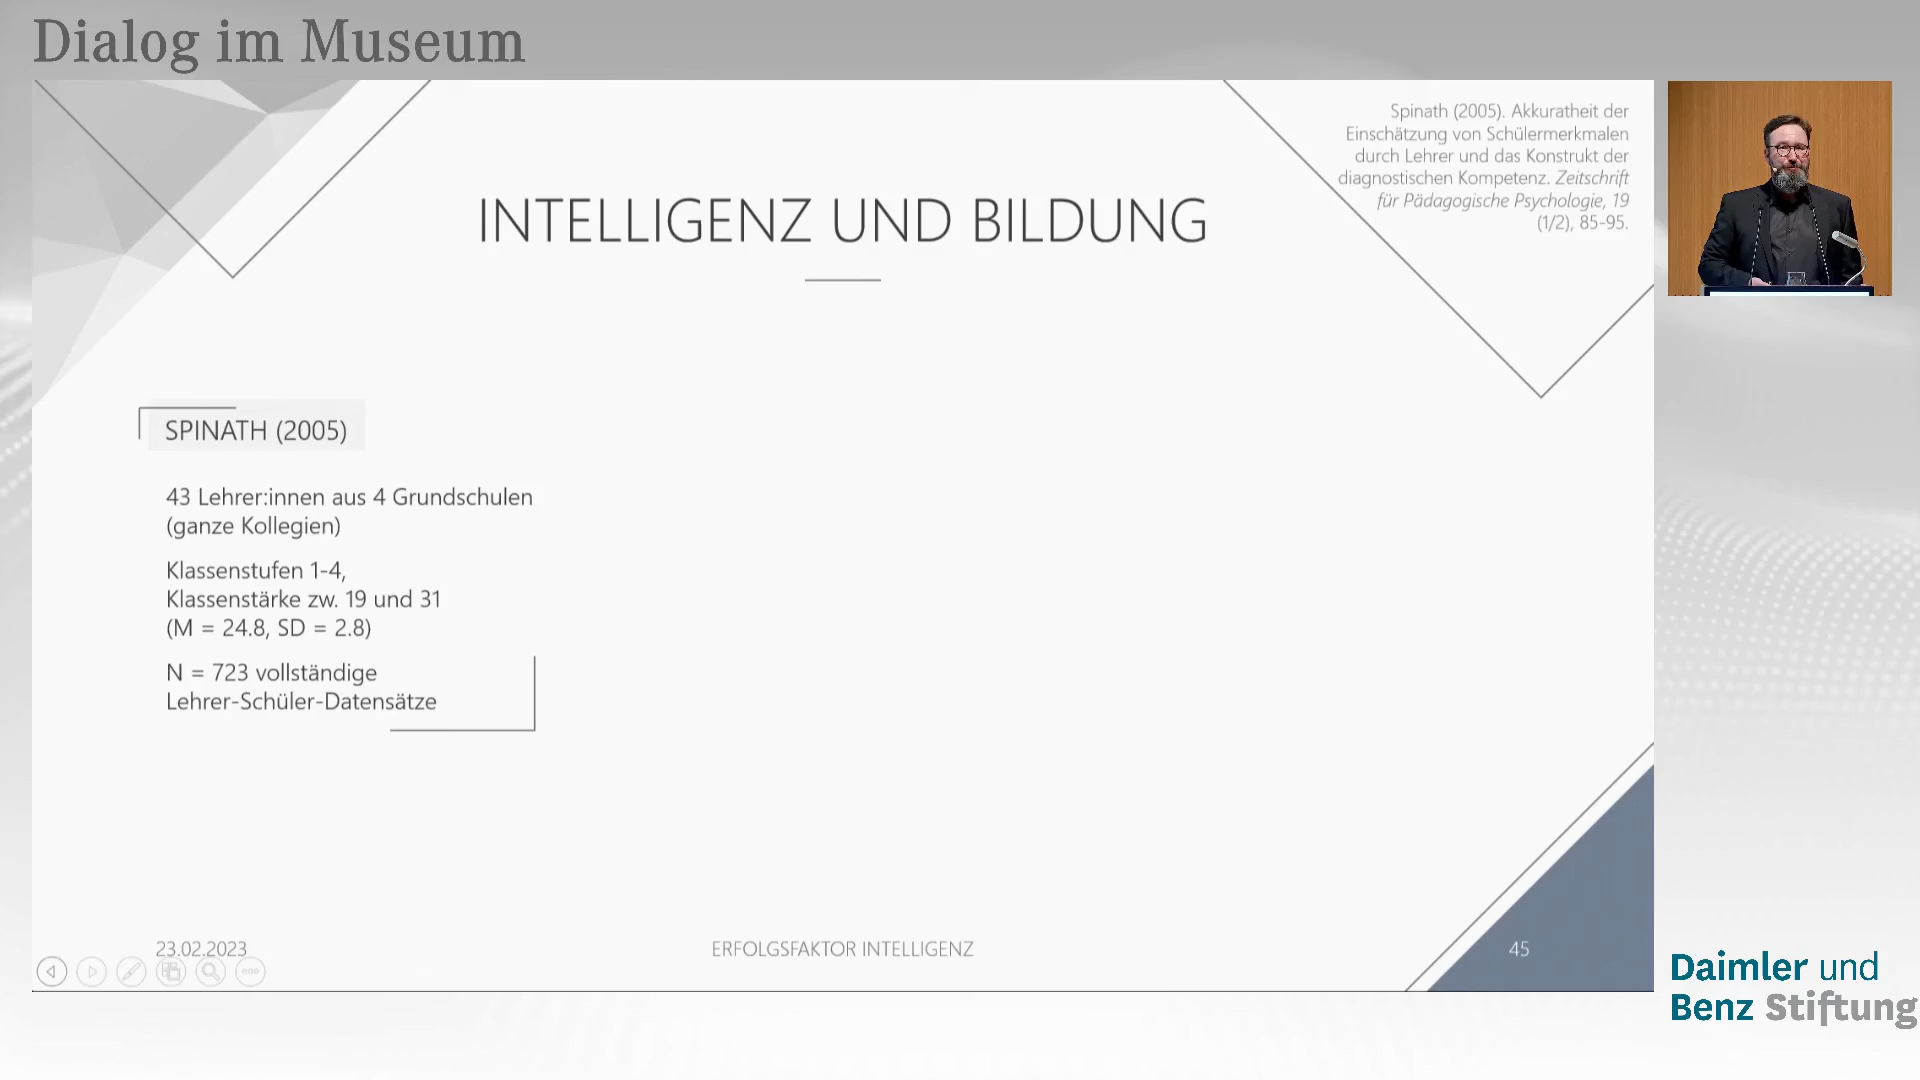 Dialog im Museum
Spinath (2005). Akkuratheit der
Einschätzung von Schülermerkmalen
durch Lehrer und das Konstrukt der
diagnostischen Kompetenz. Zeitschrift
für Pädagogische Psychologie, 19
(1/2), 85-95.
INTELLIGENZ UND BILDUNG
SPINATH (2005)
43 Lehrer:innen aus 4 Grundschulen
(ganze Kollegien)
Klassenstufen 1-4,
Klassenstärke zw. 19 und 31
(M = 24.8, SD = 2.8)
N = 723 vollständige
Lehrer-Schüler-Datensätze
23.02.2023
ERFOLGSFAKTOR INTELLIGENZ
45
Daimler und
Benz Stiftung